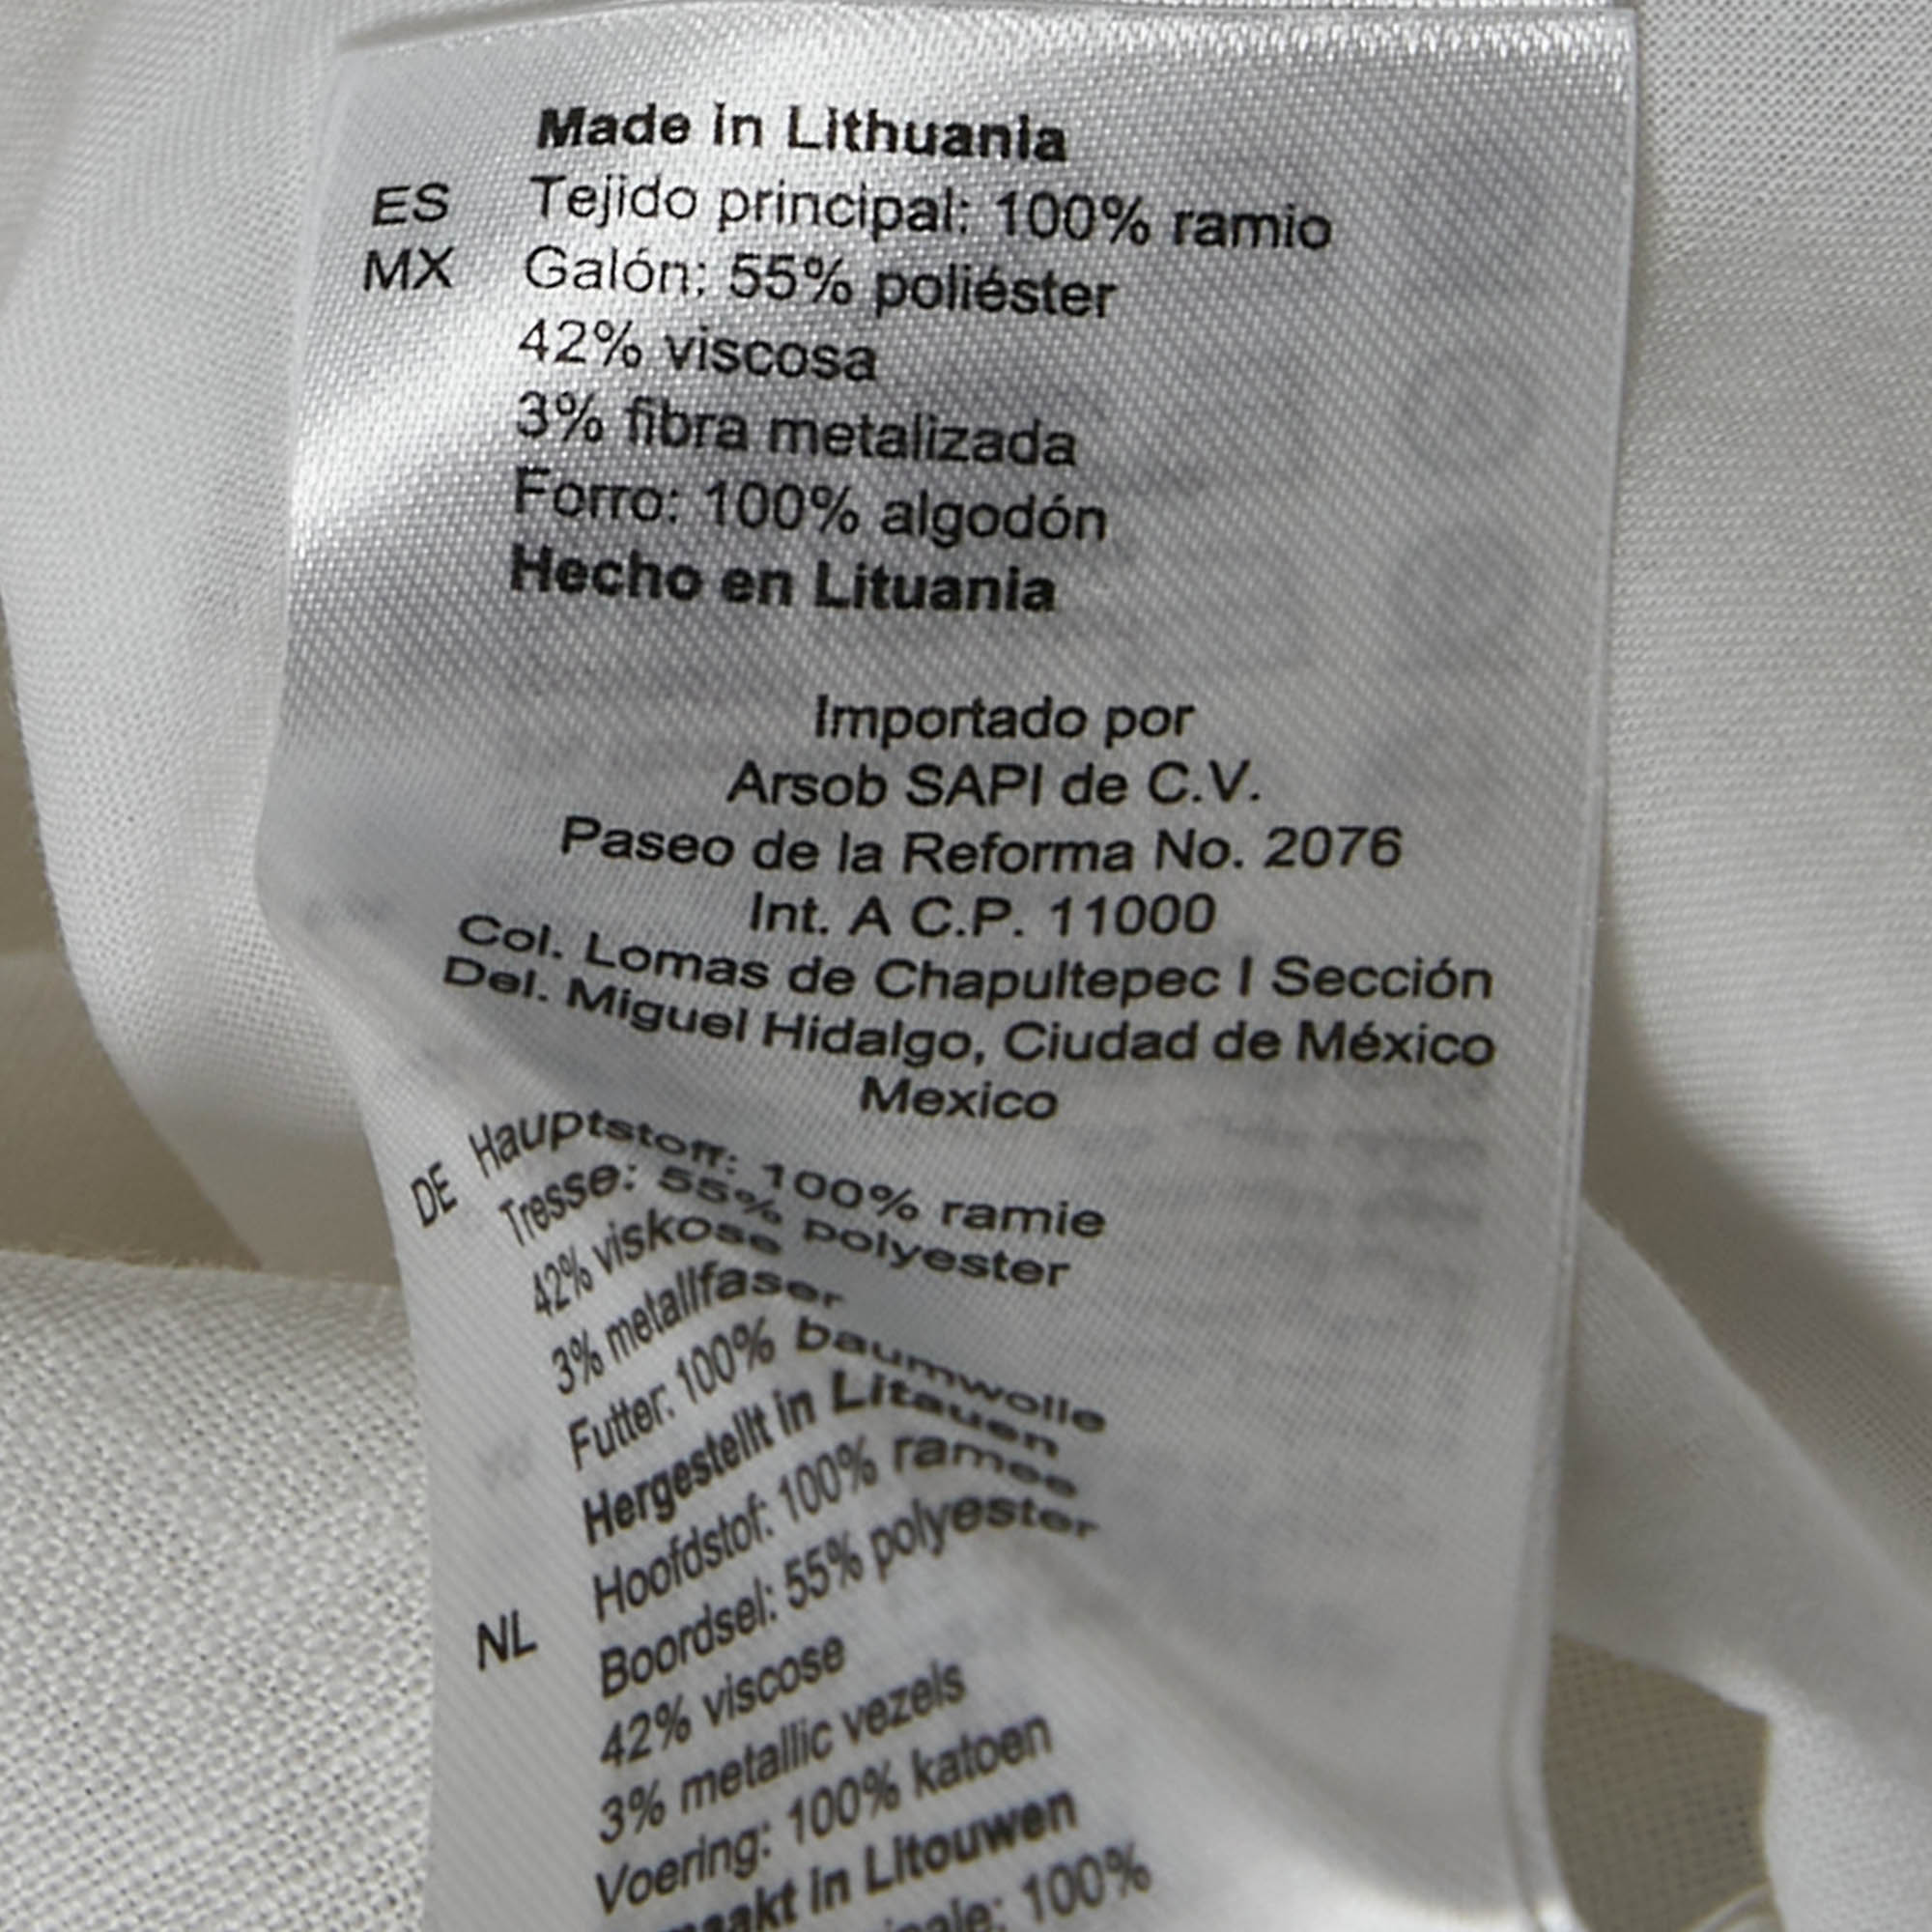 Made in Lithuania
ES Tejido principal: 100% ramio
MX Galón: 55% poliéster
42% viscosa
3% fibra metalizada
Forro: 100% algodón
Hecho en Lituania
Importado por
Arsob SAPI de C.V.
Paseo de la Reforma No. 2076
Int. A C.P. 11000
Col. Lomas de Chapultepec I Sección
Del. Miguel Hidalgo, Ciudad de México
Mexico
DE Hauptstoff: 100% ramie
Tresse: 55% polyester
42% viskose
3% metallfaser
Futter: 100% baumwolle
Hergestellt in Litauen
NL Hoofdstof: 100% ramee
Boordsel: 55% polyester
42% viscose
3% metallic vezels
Voering: 100% katoen
in Litouwen
100%